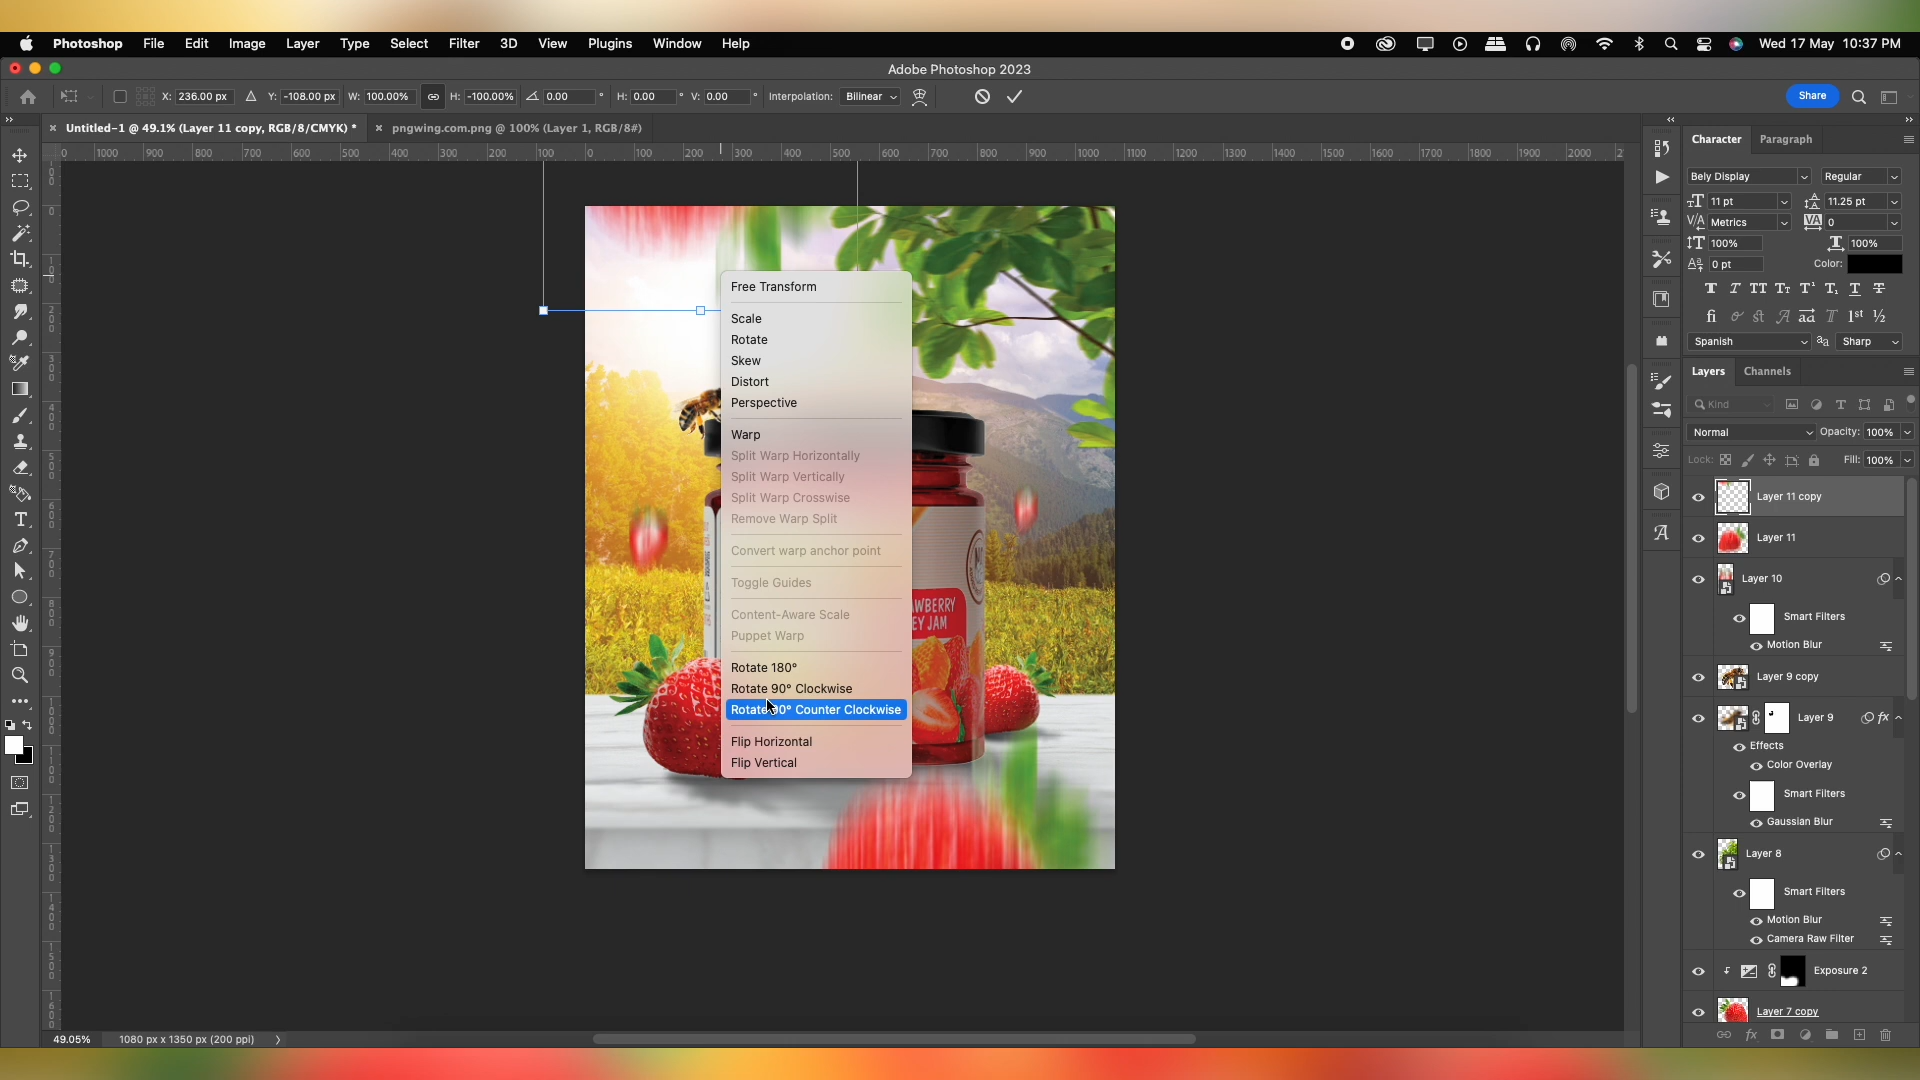 Photoshop File Edit Image Layer Type Select Filter 3D View Plugins Window Help Wed 17 May 10:37 PM
Adobe Photoshop 2023
X: 236.00 px Y: -108.00 px W: 100.00% H: -100.00% 0.00 ° H: 0.00 ° V: 0.00 ° Interpolation: Bilinear Share
Untitled-1 @ 49.1% (Layer 11 copy, RGB/8/CMYK) * pngwing.com.png @ 100% (Layer 1, RGB/8#)
Character Paragraph
0 1000 900 800 700 600 500 400 300 200 100 0 100 200 300 400 500 600 700 800 900 1000 1100 1200 1300 1400 1500 1600 1700 1800 1900 2000 2
Bely Display Regular
11 pt 11.25 pt
Metrics 0
100% 100%
0 pt Color:
Spanish Sharp
Free Transform
Scale
Rotate
Skew
Distort
Perspective
Warp
Split Warp Horizontally
Split Warp Vertically
Split Warp Crosswise
Remove Warp Split
Convert warp anchor point
Toggle Guides
Content-Aware Scale
Puppet Warp
Rotate 180°
Rotate 90° Clockwise
Rotate 90° Counter Clockwise
Flip Horizontal
Flip Vertical
AWBERRY
EY JAM
Layers Channels
Kind
Normal Opacity: 100%
Lock: Fill: 100%
Layer 11 copy
Layer 11
Layer 10
Smart Filters
Motion Blur
Layer 9 copy
Layer 9 fx
Effects
Color Overlay
Smart Filters
Gaussian Blur
Layer 8
Smart Filters
Motion Blur
Camera Raw Filter
Exposure 2
Layer 7 copy
49.05% 1080 px x 1350 px (200 ppi)